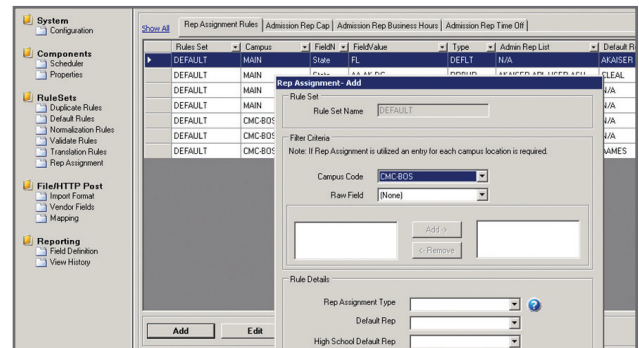 System
Configuration
Components
Scheduler
Properties
RuleSets
Duplicate Rules
Default Rules
Normalization Rules
Validate Rules
Translation Rules
Rep Assignment
File/HTTP Post
Import Format
Vendor Fields
Mapping
Reporting
Field Definition
View History
Show All
Rep Assignment Rules Admission Rep Cap Admission Rep Business Hours Admission Rep Time Off
Rules Set Campus FieldN FieldValue Type Admin Rep List Default R
DEFAULT MAIN State FL DEFLT N/A AKAISER
DEFAULT MAIN State CLEAL
DEFAULT MAIN N/A
DEFAULT CMC-BOS N/A
DEFAULT CMC-BOS N/A
DEFAULT CMC-BOS
Rep Assignment- Add
Rule Set
Rule Set Name DEFAULT
Filter Criteria
Note: If Rep Assignment is utilized an entry for each campus location is required.
Campus Code CMC-BOS
Raw Field (None)
Add ->
<- Remove
Rule Details
Rep Assignment Type
Default Rep
High School Default Rep
Add Edit